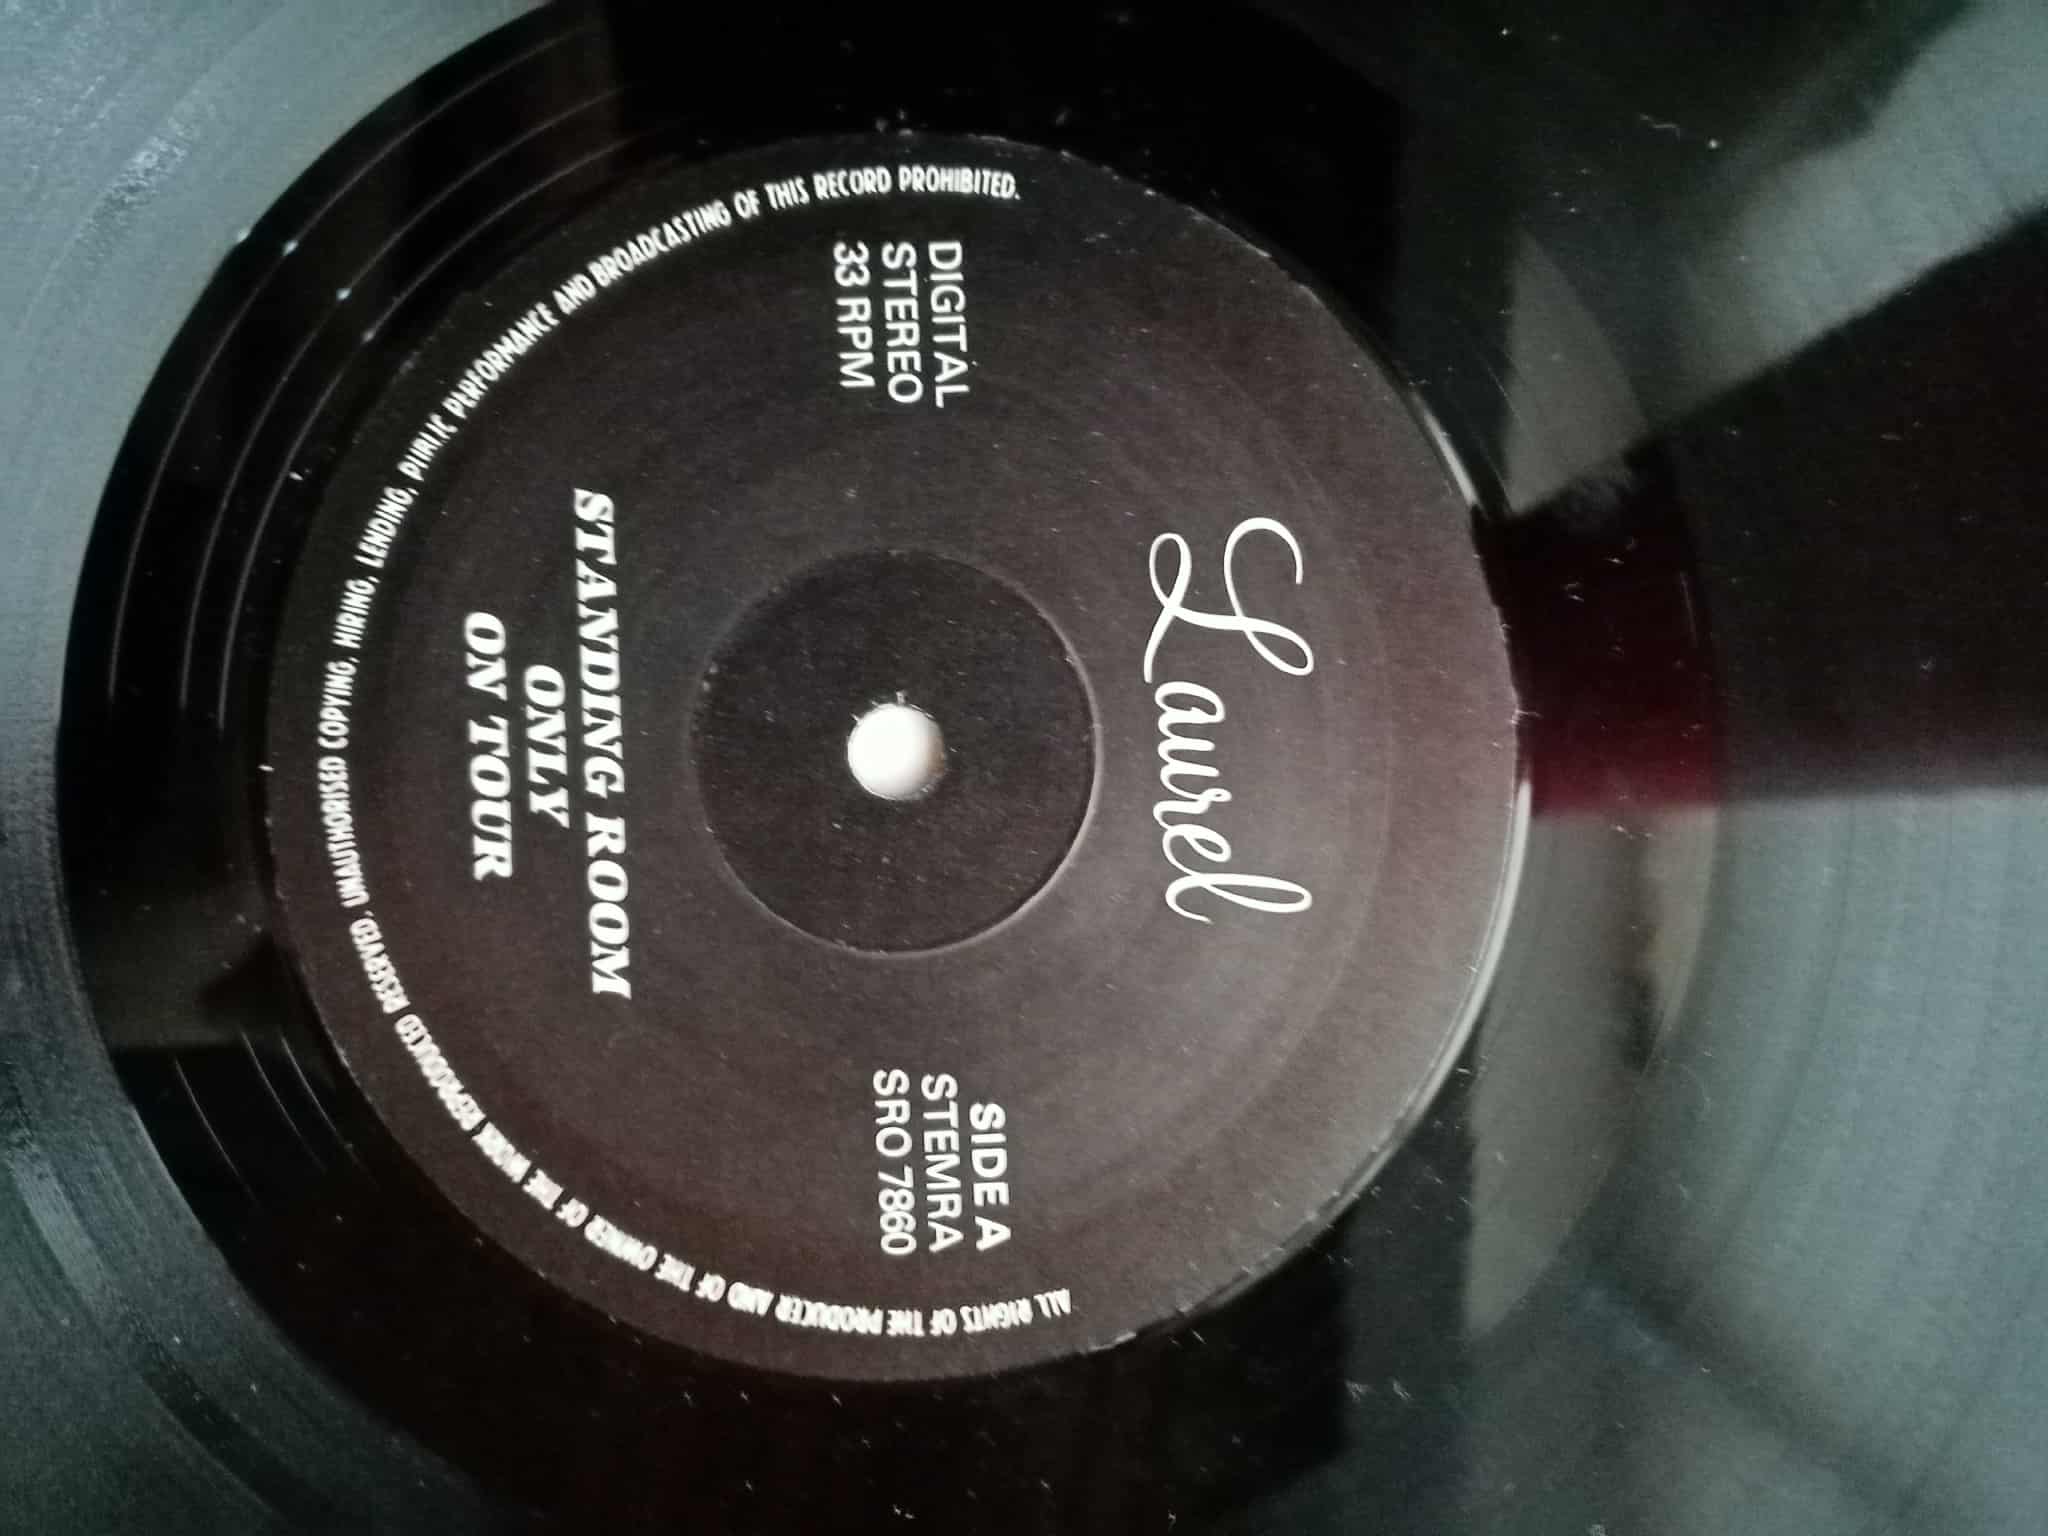 Laurel
DIGITAL
STEREO
33 RPM
SIDE A
STEMRA
SRO 7860
STANDING ROOM
ONLY
ON TOUR
ALL RIGHTS OF THE PRODUCER AND OF THE OWNER OF THE WORK REPRODUCED RESERVED. UNAUTHORISED COPYING, HIRING, LENDING, PUBLIC PERFORMANCE AND BROADCASTING OF THIS RECORD PROHIBITED.